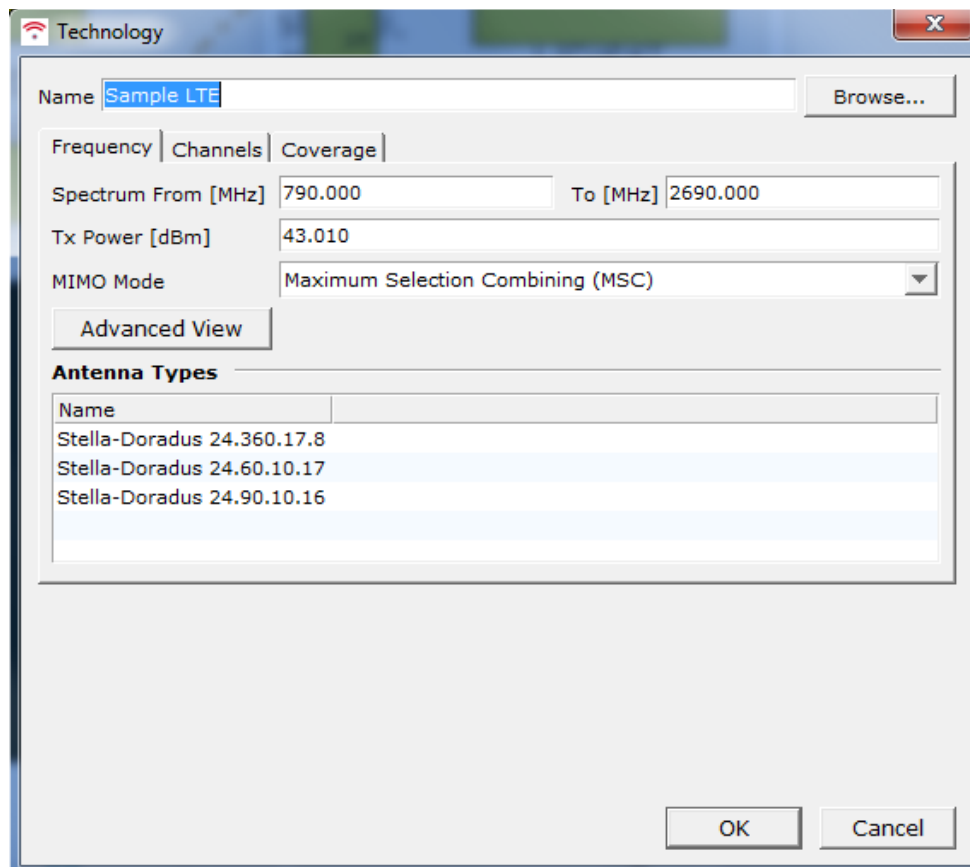 Technology
Name Sample LTE Browse...
Frequency Channels Coverage
Spectrum From [MHz] 790.000 To [MHz] 2690.000
Tx Power [dBm] 43.010
MIMO Mode Maximum Selection Combining (MSC)
Advanced View
Antenna Types
Name
Stella-Doradus 24.360.17.8
Stella-Doradus 24.60.10.17
Stella-Doradus 24.90.10.16
OK Cancel